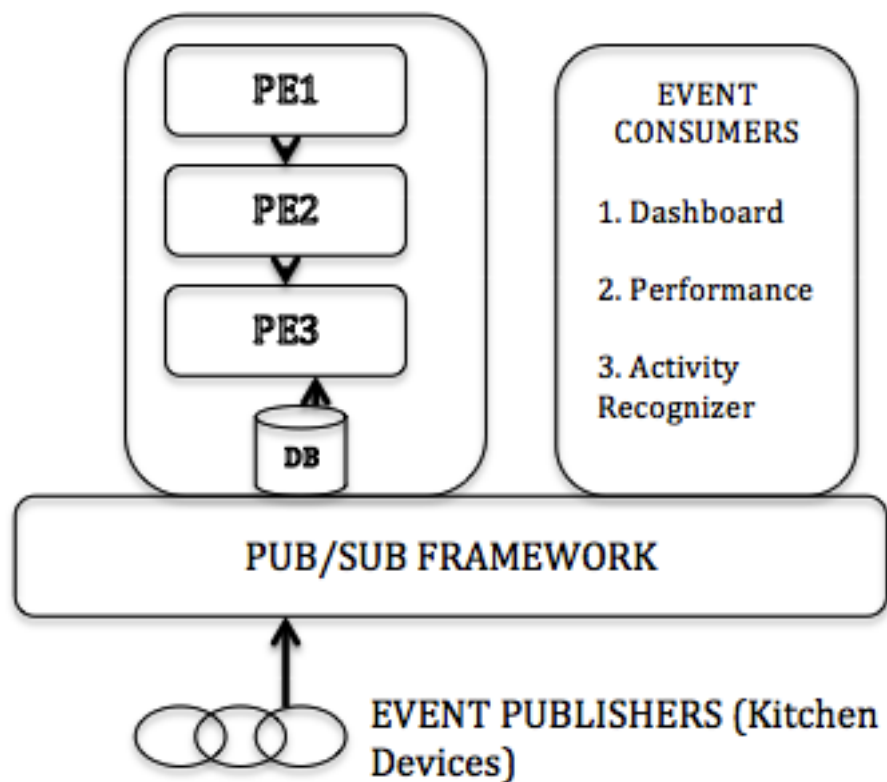 PE1
PE2
PE3
DB
EVENT
CONSUMERS
1. Dashboard
2. Performance
3. Activity
Recognizer
PUB/SUB FRAMEWORK
EVENT PUBLISHERS (Kitchen
Devices)